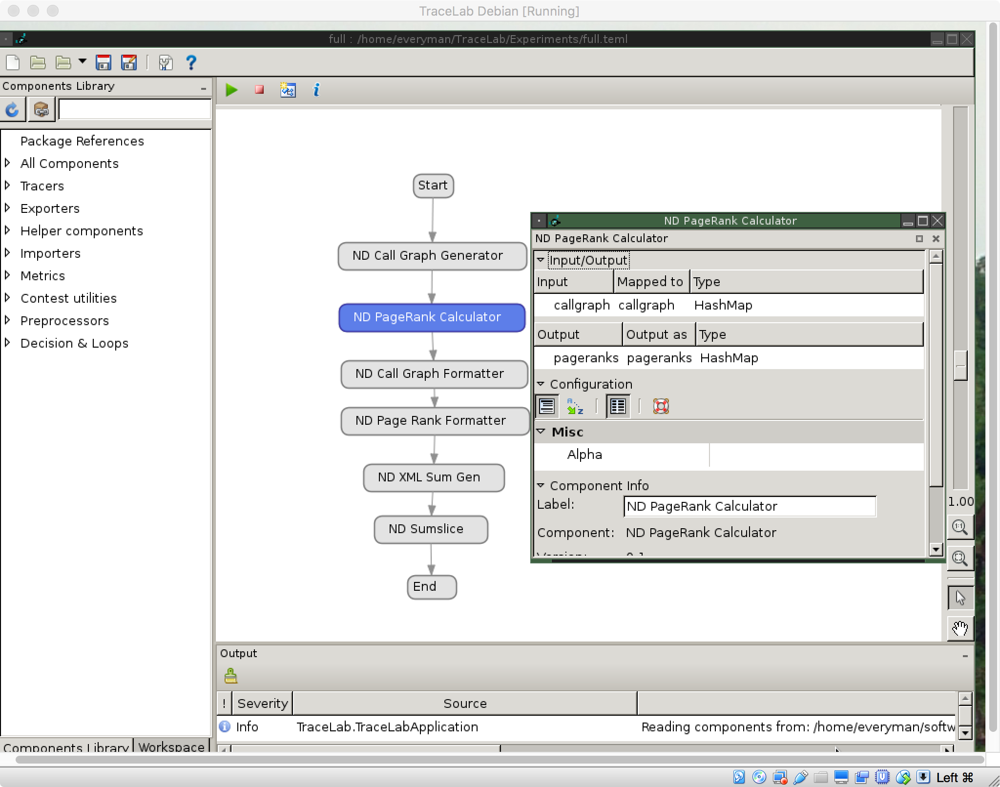 TraceLab Debian [Running]
full : /home/everyman/TraceLab/Experiments/full.teml
Components Library
Package References
All Components
Tracers
Exporters
Helper components
Importers
Metrics
Contest utilities
Preprocessors
Decision & Loops
Components Library
Workspace
Start
ND Call Graph Generator
ND PageRank Calculator
ND Call Graph Formatter
ND Page Rank Formatter
ND XML Sum Gen
ND Sumslice
End
ND PageRank Calculator
ND PageRank Calculator
Input/Output
Input Mapped to Type
callgraph callgraph HashMap
Output Output as Type
pageranks pageranks HashMap
Configuration
Misc
Alpha
Component Info
Label: ND PageRank Calculator
Component: ND PageRank Calculator
1.00
Output
! Severity Source
Info TraceLab.TraceLabApplication Reading components from: /home/everyman/softw
Left ⌘